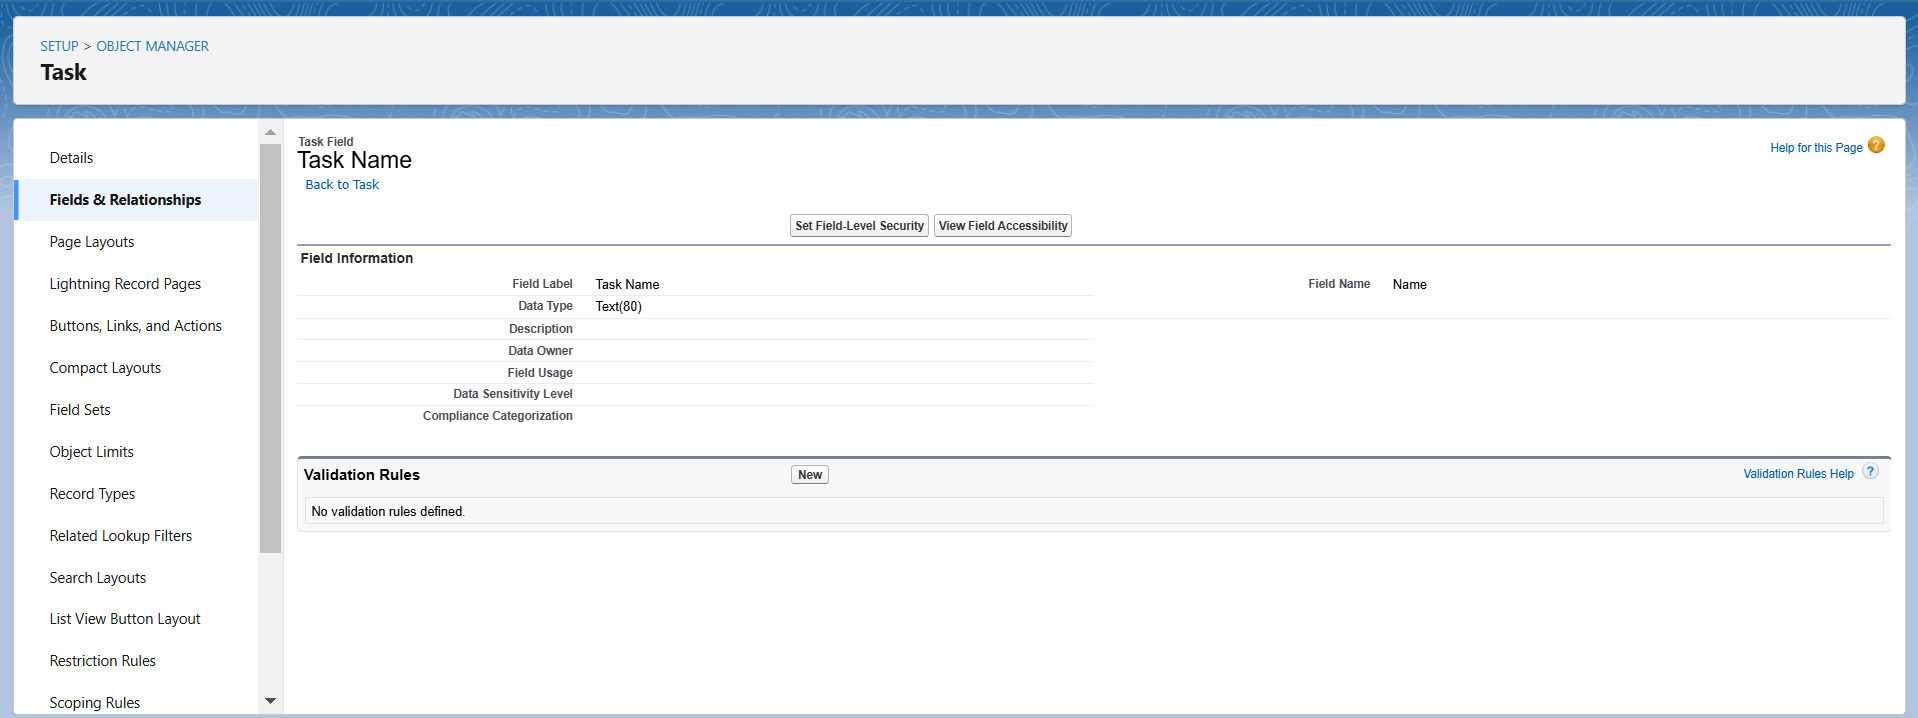 SETUP > OBJECT MANAGER
Task
Details
Fields & Relationships
Page Layouts
Lightning Record Pages
Buttons, Links, and Actions
Compact Layouts
Field Sets
Object Limits
Record Types
Related Lookup Filters
Search Layouts
List View Button Layout
Restriction Rules
Scoping Rules
Task Field
Task Name
Back to Task
Help for this Page ?
Set Field-Level Security View Field Accessibility
Field Information
Field Label Task Name Field Name Name
Data Type Text(80)
Description
Data Owner
Field Usage
Data Sensitivity Level
Compliance Categorization
Validation Rules New Validation Rules Help ?
No validation rules defined.